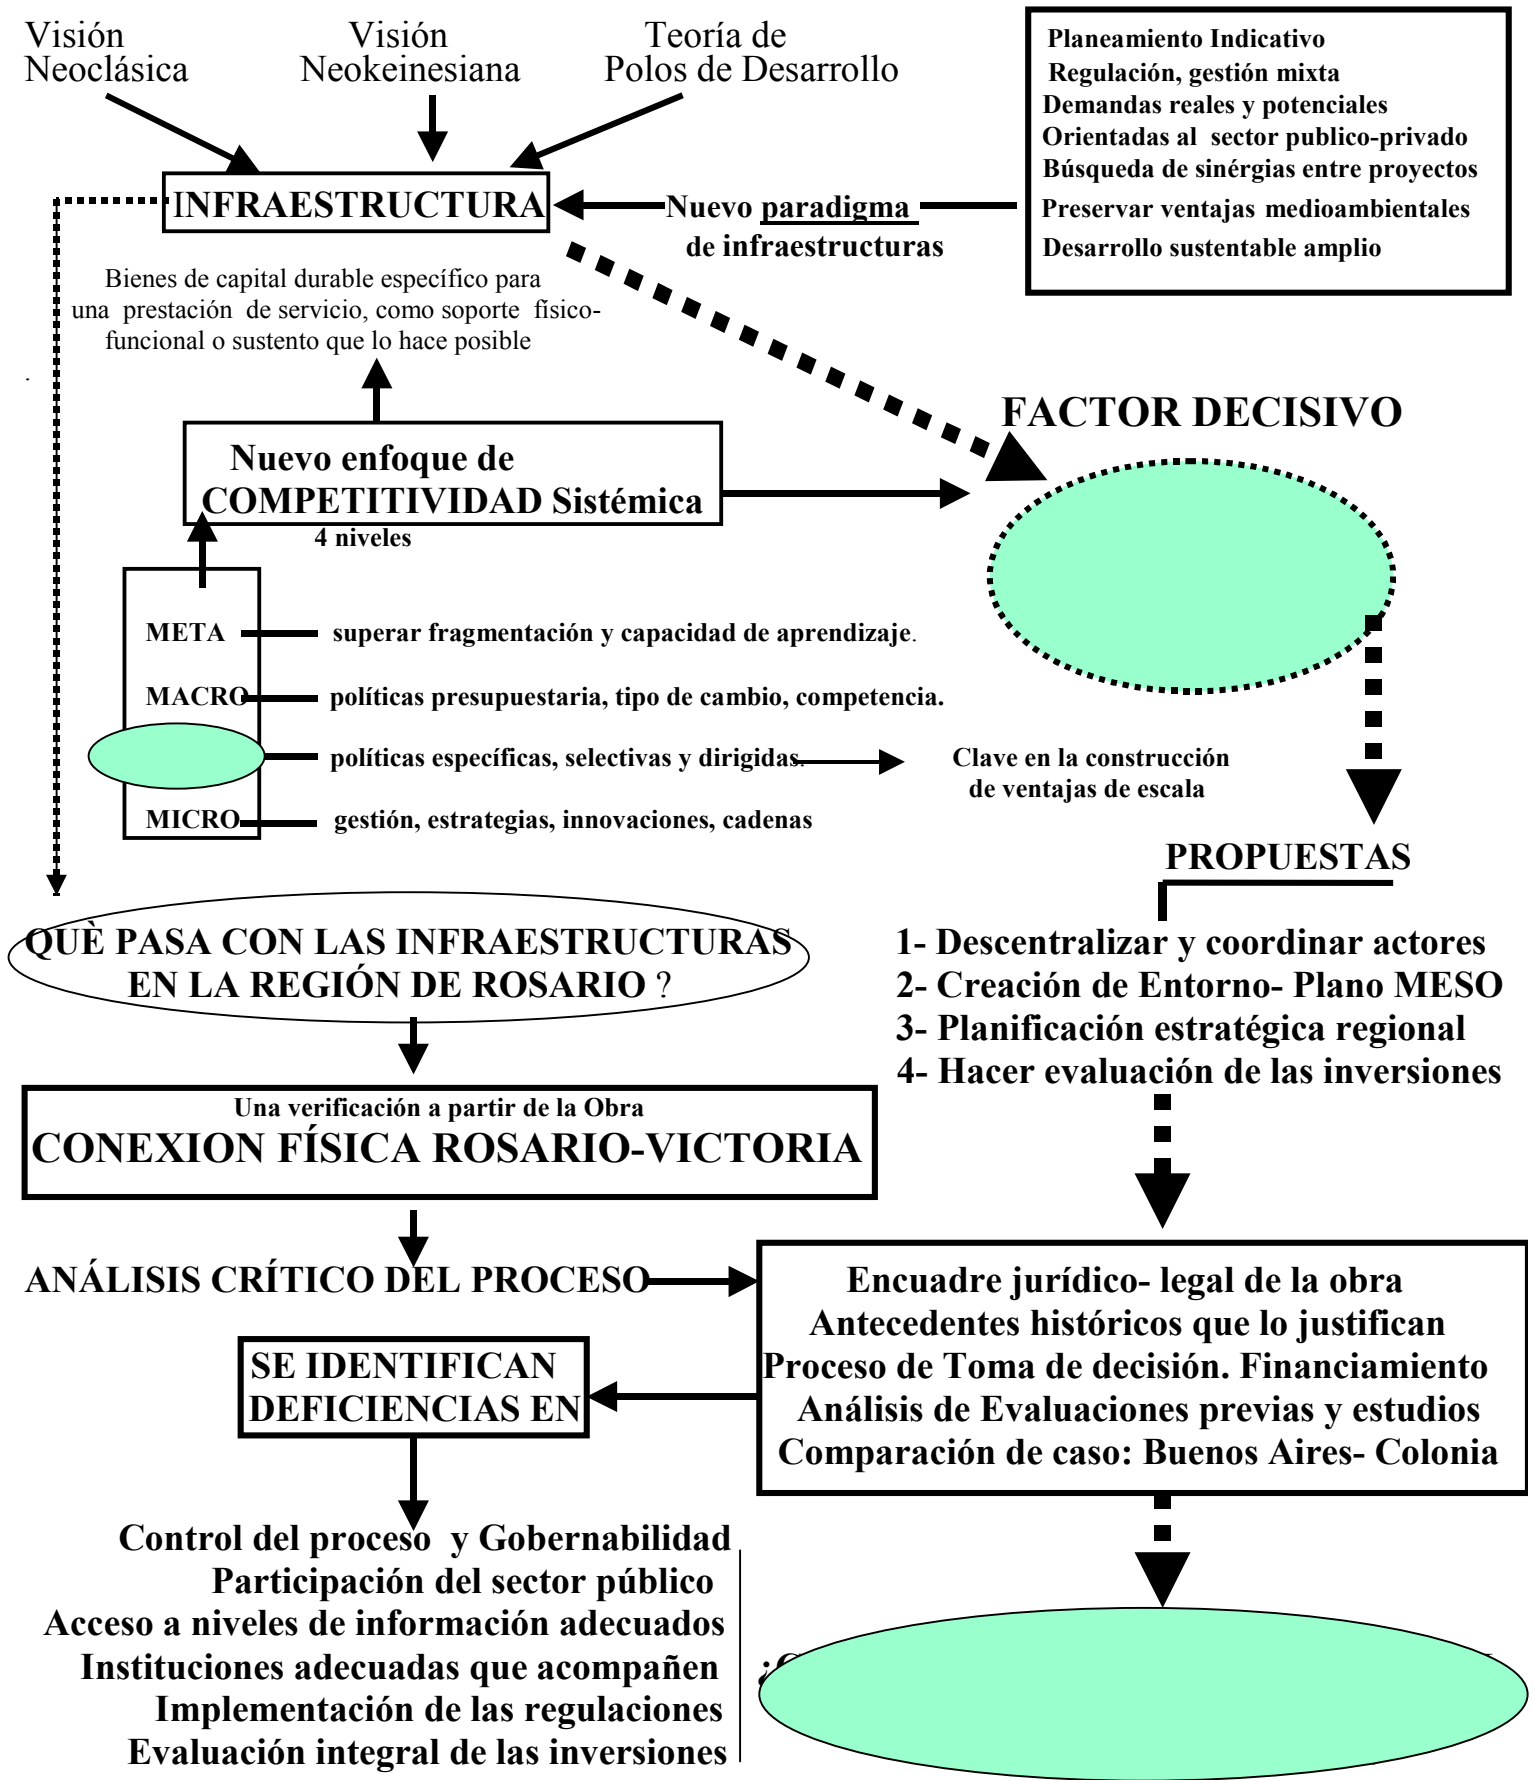 Visión
Neoclásica
Visión
Neokeinesiana
Teoría de
Polos de Desarrollo
Planeamiento Indicativo
Regulación, gestión mixta
Demandas reales y potenciales
Orientadas al sector publico-privado
Búsqueda de sinérgias entre proyectos
Preservar ventajas medioambientales
Desarrollo sustentable amplio
INFRAESTRUCTURA
Nuevo paradigma
de infraestructuras
Bienes de capital durable específico para
una prestación de servicio, como soporte físico-
funcional o sustento que lo hace posible
.
FACTOR DECISIVO
Nuevo enfoque de
COMPETITIVIDAD Sistémica
4 niveles
META superar fragmentación y capacidad de aprendizaje.
MACRO políticas presupuestaria, tipo de cambio, competencia.
políticas específicas, selectivas y dirigidas.
Clave en la construcción
de ventajas de escala
MICRO gestión, estrategias, innovaciones, cadenas
PROPUESTAS
1- Descentralizar y coordinar actores
2- Creación de Entorno- Plano MESO
3- Planificación estratégica regional
4- Hacer evaluación de las inversiones
QUÈ PASA CON LAS INFRAESTRUCTURAS
EN LA REGIÓN DE ROSARIO ?
Una verificación a partir de la Obra
CONEXION FÍSICA ROSARIO-VICTORIA
ANÁLISIS CRÍTICO DEL PROCESO
Encuadre jurídico- legal de la obra
Antecedentes históricos que lo justifican
Proceso de Toma de decisión. Financiamiento
Análisis de Evaluaciones previas y estudios
Comparación de caso: Buenos Aires- Colonia
SE IDENTIFICAN
DEFICIENCIAS EN
Control del proceso y Gobernabilidad
Participación del sector público
Acceso a niveles de información adecuados
Instituciones adecuadas que acompañen
Implementación de las regulaciones
Evaluación integral de las inversiones